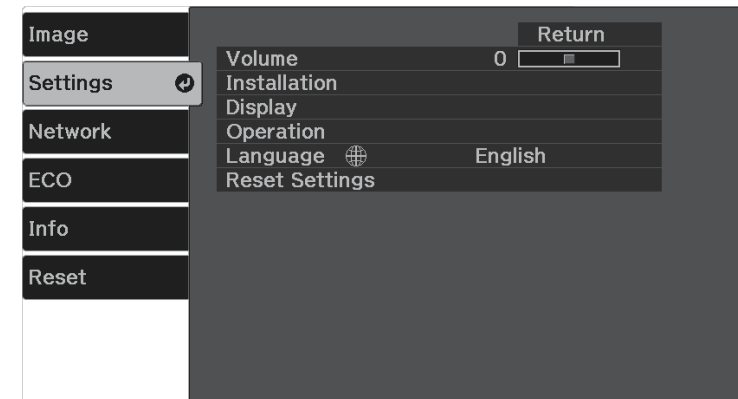 Image
Settings
Network
ECO
Info
Reset
Return
Volume 0
Installation
Display
Operation
Language English
Reset Settings